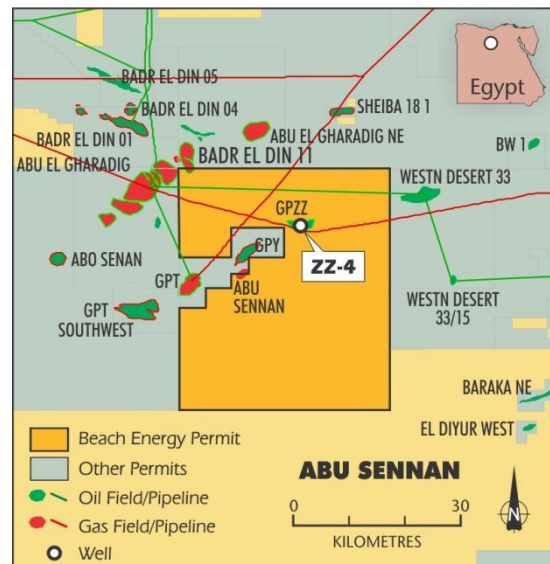 BADR EL DIN 05
Egypt
BADR EL DIN 04
SHEIBA 18 1
BADR EL DIN 01
ABU EL GHARADIG NE
ABU EL GHARADIG
BADR EL DIN 11
BW 1
WESTN DESERT 33
GPZZ
GPY
ABO SENAN
ZZ-4
GPT
ABU
SENNAN
GPT
SOUTHWEST
WESTN DESERT
33/15
BARAKA NE
EL DIYUR WEST
Beach Energy Permit
Other Permits
Oil Field/Pipeline
Gas Field/Pipeline
Well
ABU SENNAN
0
30
KILOMETRES
N